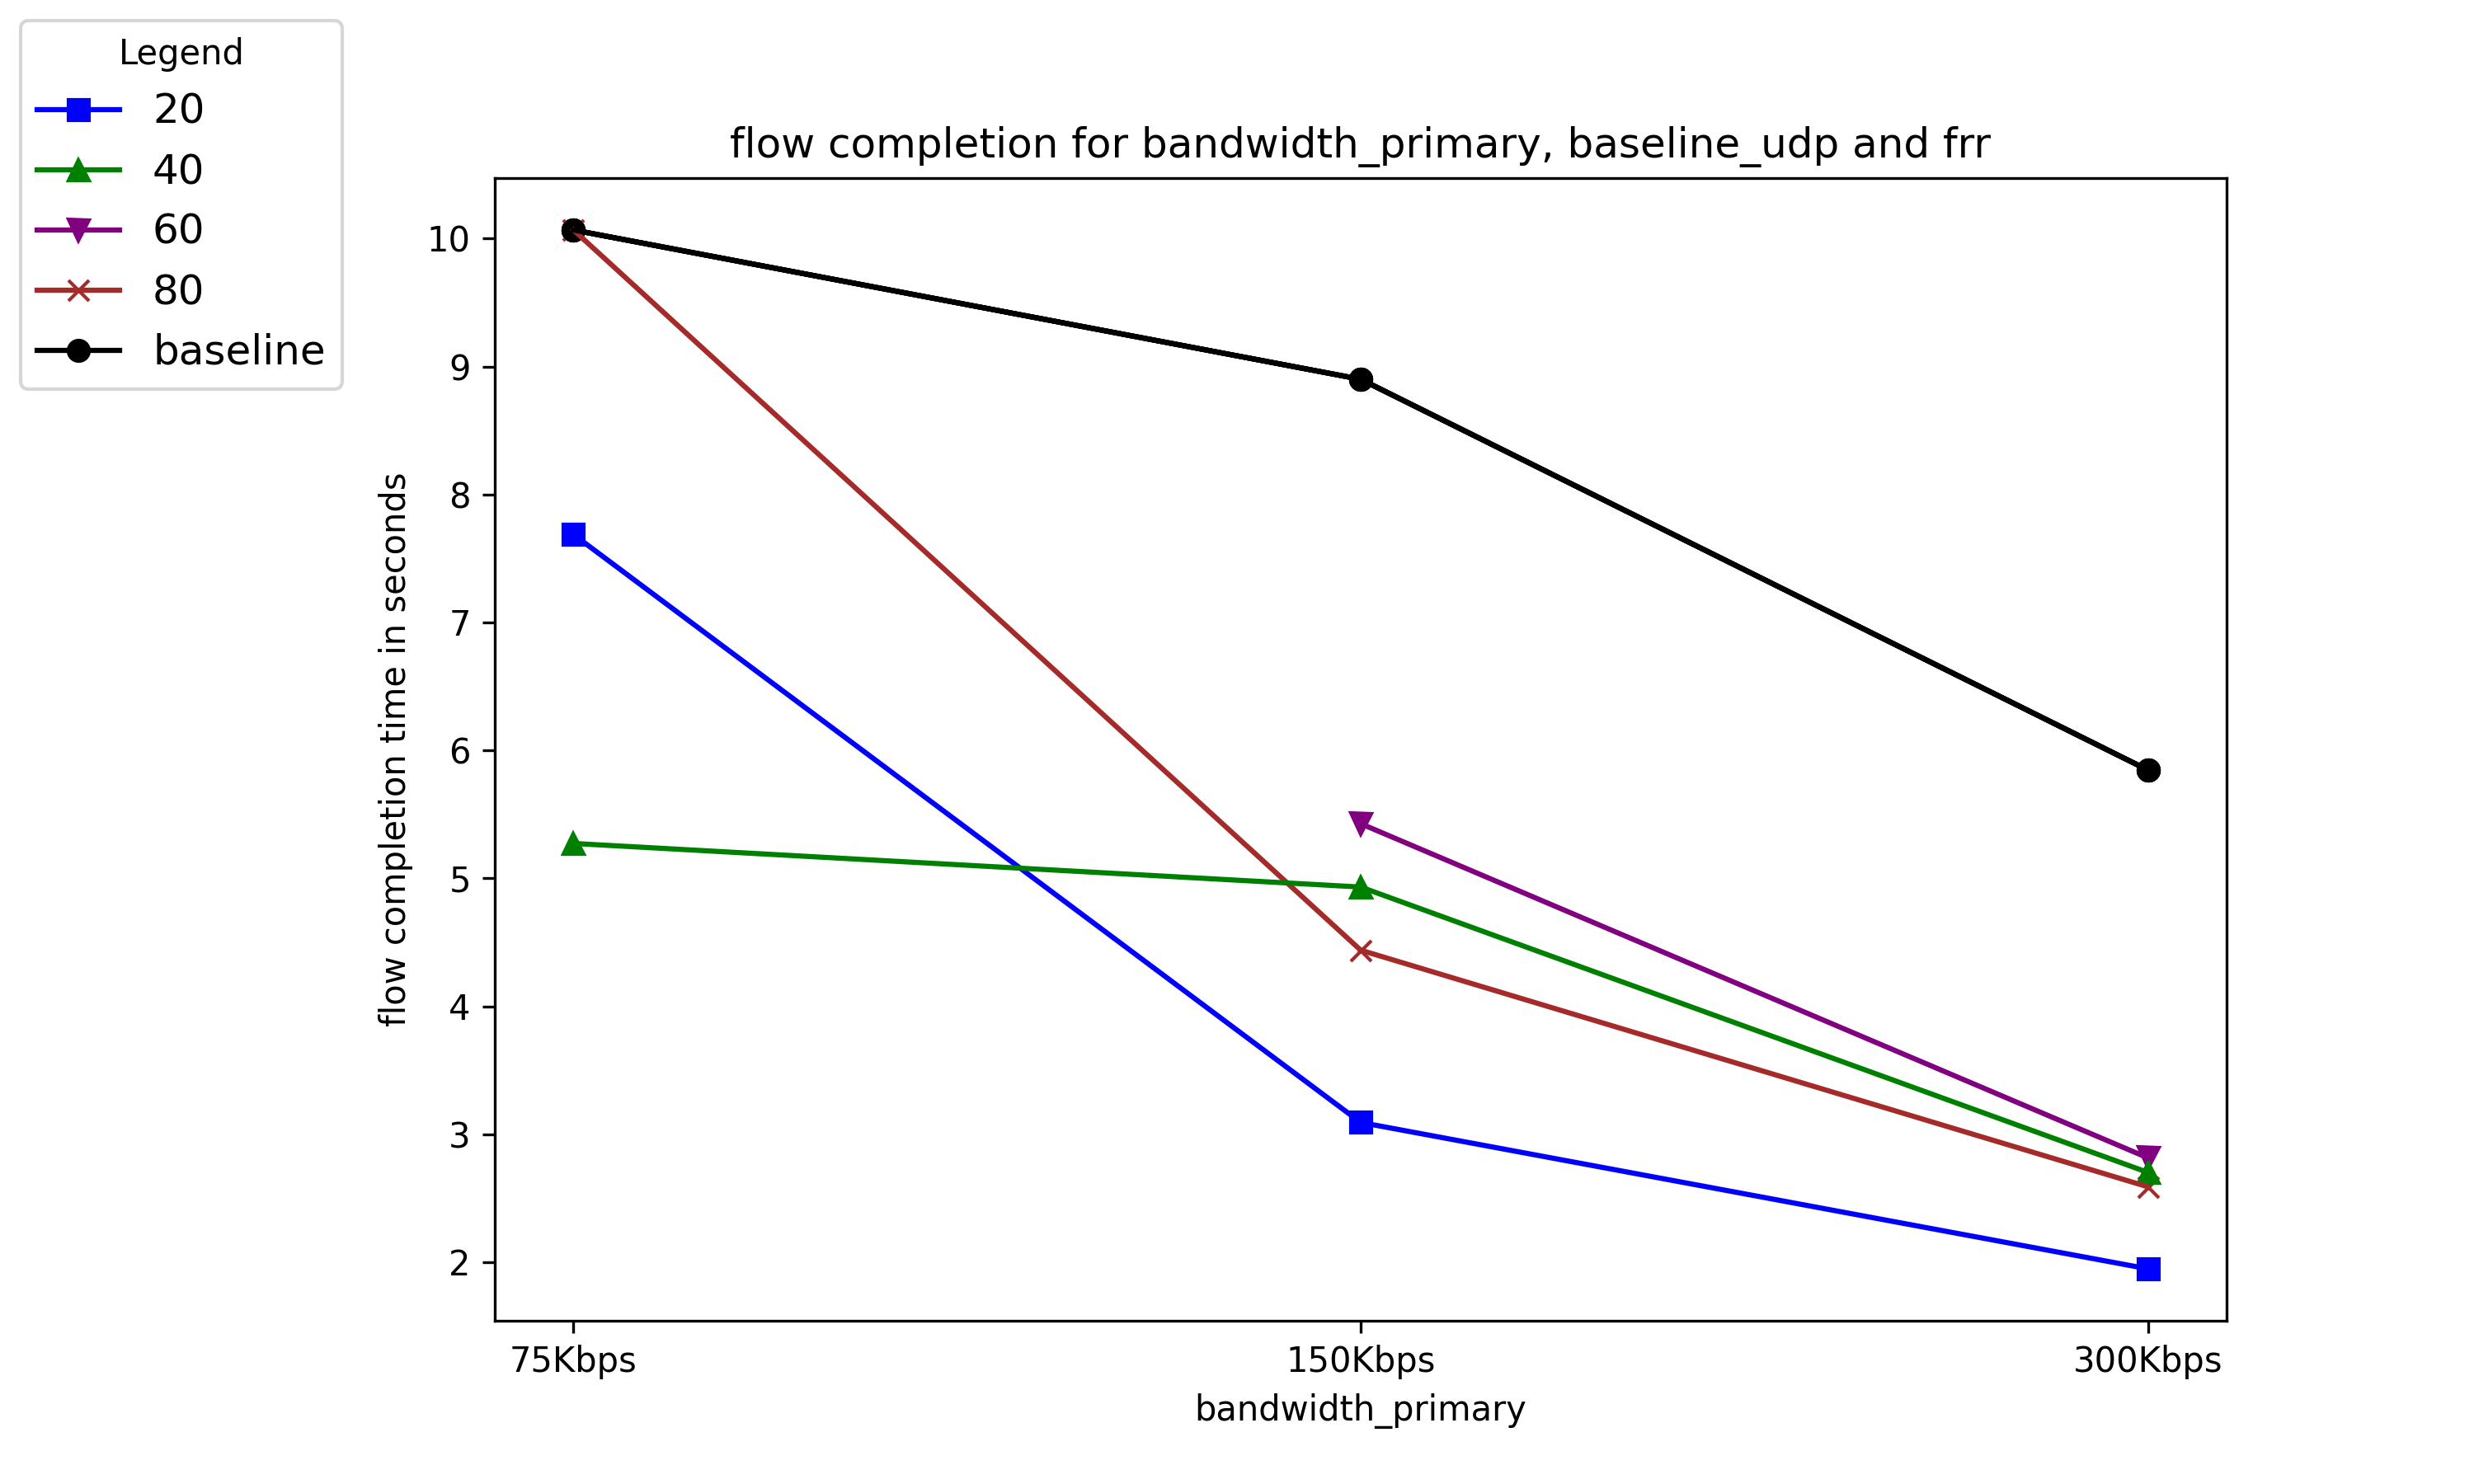 Legend
20
40
60
80
baseline
flow completion for bandwidth_primary, baseline_udp and frr
flow completion time in seconds
10
9
8
7
6
5
4
3
2
75Kbps
150Kbps
300Kbps
bandwidth_primary